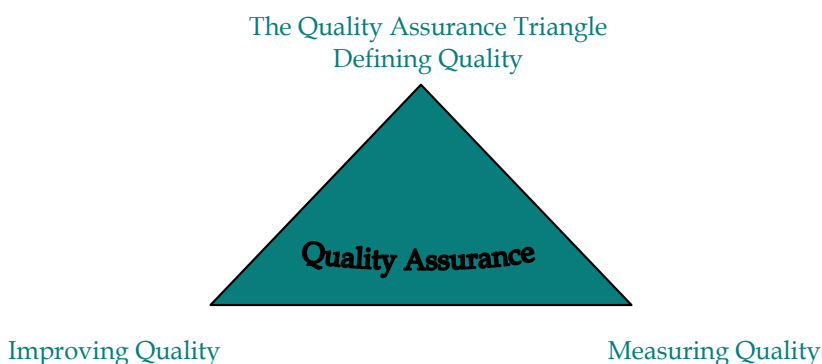 The Quality Assurance Triangle
Defining Quality
Quality Assurance
Improving Quality
Measuring Quality